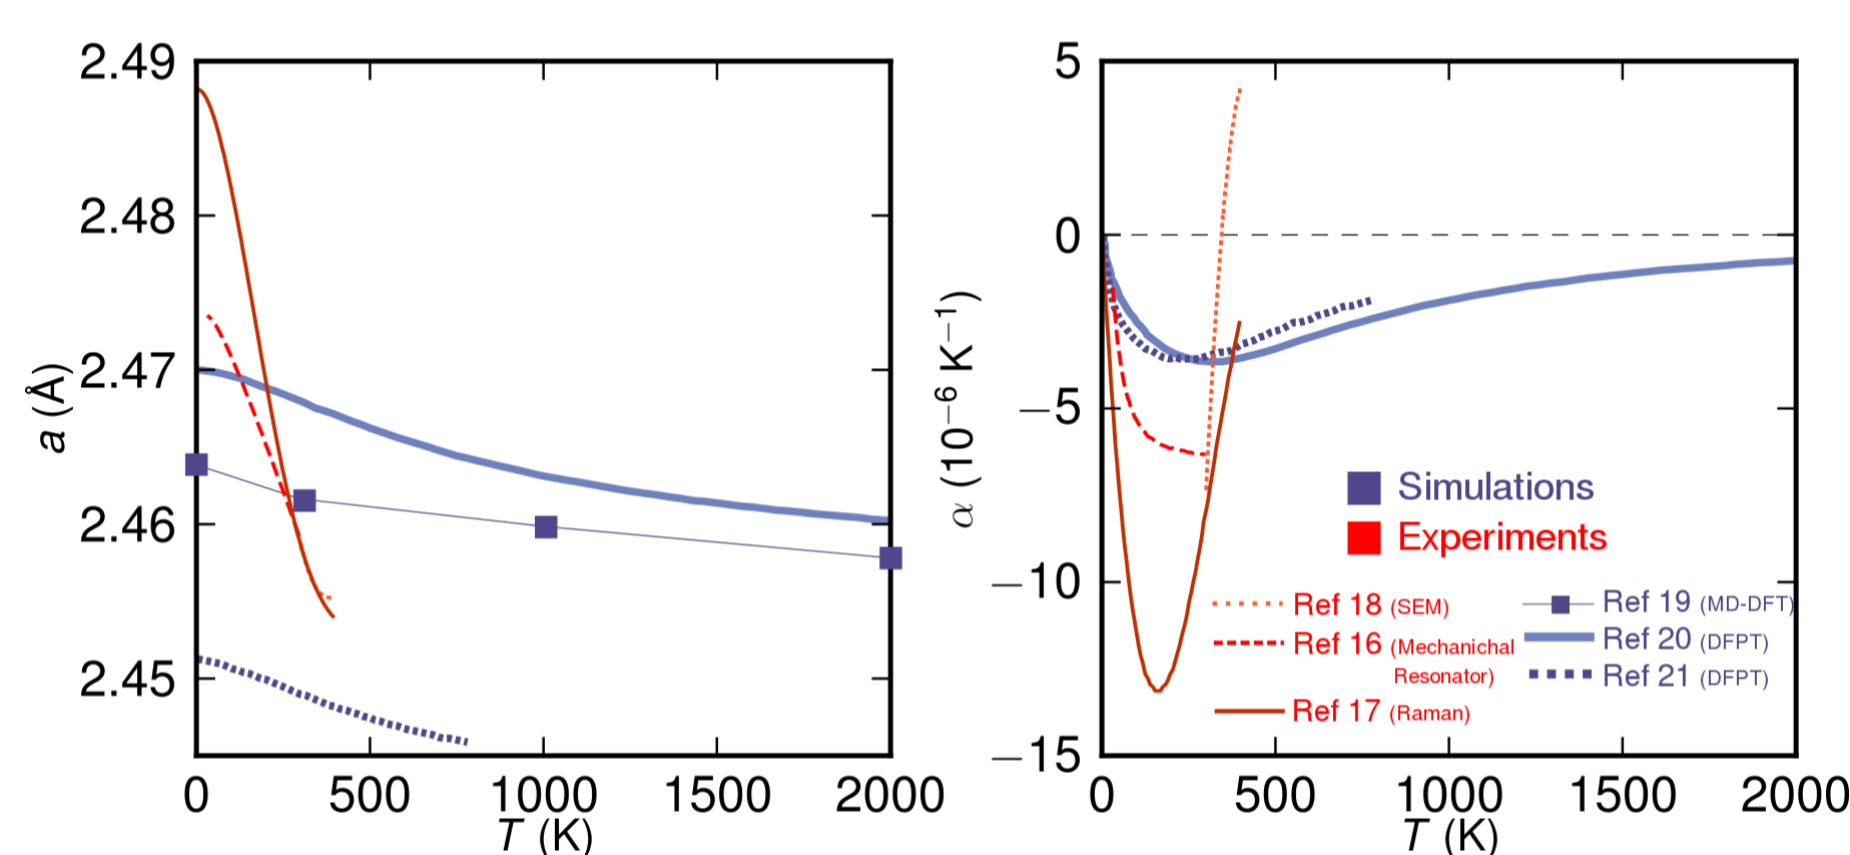 2.49
2.48
2.47
2.46
2.45
a (Å)
0 500 1000 1500 2000
T (K)
5
0
−5
−10
−15
α (10−6 K−1)
0 500 1000 1500 2000
T (K)
Simulations
Experiments
Ref 18 (SEM)
Ref 16 (Mechanichal
Resonator)
Ref 17 (Raman)
Ref 19 (MD-DFT)
Ref 20 (DFPT)
Ref 21 (DFPT)